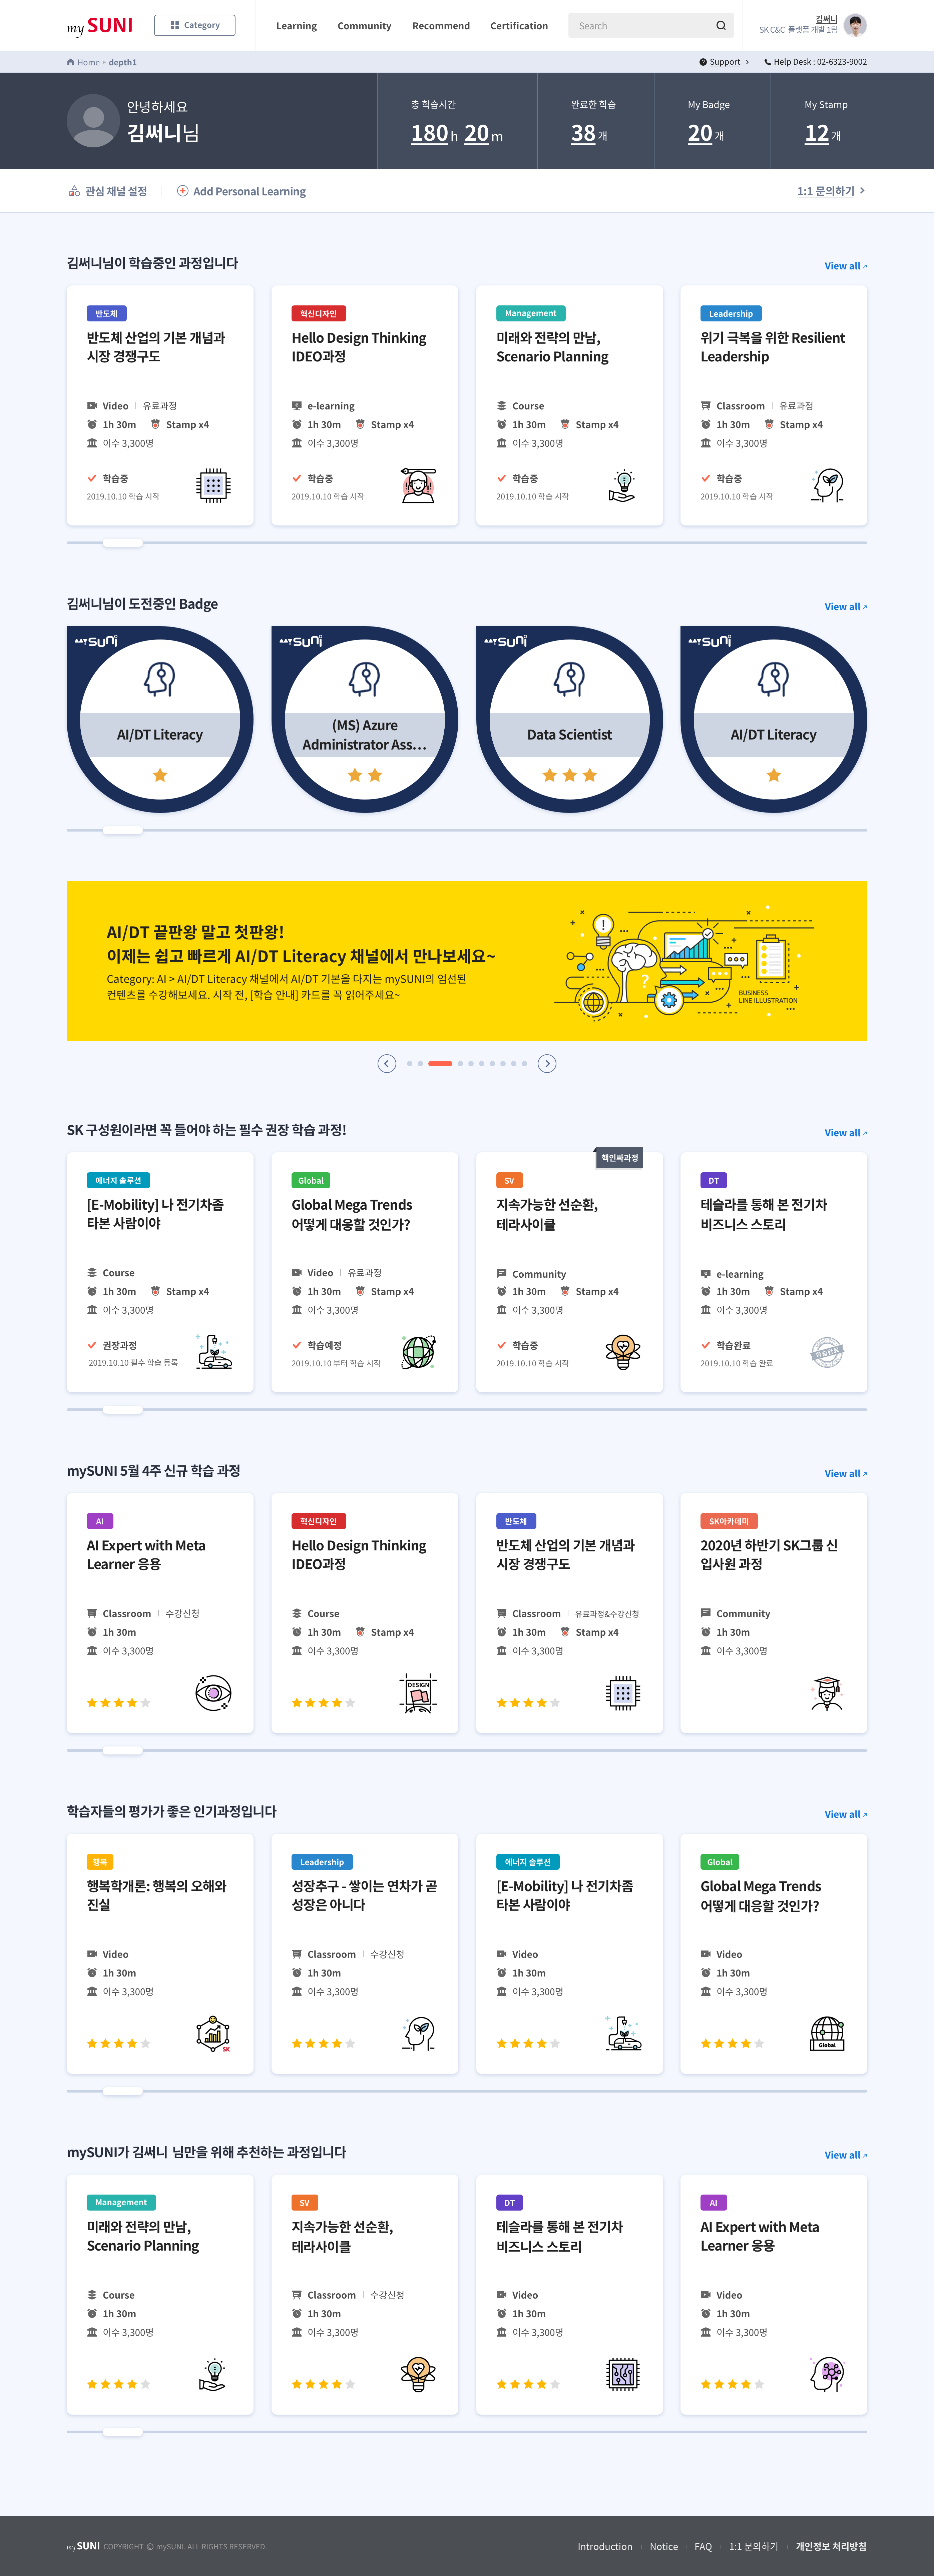 my SUNI
Category
Learning
Community
Recommend
Certification
Search
김써니
SK C&C 플랫폼 개발 1팀
Home
depth1
Support
Help Desk : 02-6323-9002
안녕하세요
김써니님
총 학습시간
180 h 20 m
완료한 학습
38 개
My Badge
20 개
My Stamp
12 개
관심 채널 설정
Add Personal Learning
1:1 문의하기
김써니님이 학습중인 과정입니다
View all
반도체
반도체 산업의 기본 개념과
시장 경쟁구도
Video
유료과정
1h 30m
Stamp x4
이수 3,300명
학습중
2019.10.10 학습 시작
혁신디자인
Hello Design Thinking
IDEO과정
e-learning
1h 30m
Stamp x4
이수 3,300명
학습중
2019.10.10 학습 시작
Management
미래와 전략의 만남,
Scenario Planning
Course
1h 30m
Stamp x4
이수 3,300명
학습중
2019.10.10 학습 시작
Leadership
위기 극복을 위한 Resilient
Leadership
Classroom
유료과정
1h 30m
Stamp x4
이수 3,300명
학습중
2019.10.10 학습 시작
김써니님이 도전중인 Badge
View all
mySUNI
AI/DT Literacy
mySUNI
(MS) Azure
Administrator Ass...
mySUNI
Data Scientist
mySUNI
AI/DT Literacy
AI/DT 끝판왕 말고 첫판왕!
이제는 쉽고 빠르게 AI/DT Literacy 채널에서 만나보세요~
Category: AI > AI/DT Literacy 채널에서 AI/DT 기본을 다지는 mySUNI의 엄선된
컨텐츠를 수강해보세요. 시작 전, [학습 안내] 카드를 꼭 읽어주세요~
BUSINESS
LINE ILLUSTRATION
SK 구성원이라면 꼭 들어야 하는 필수 권장 학습 과정!
View all
에너지 솔루션
[E-Mobility] 나 전기차좀
타본 사람이야
Course
1h 30m
Stamp x4
이수 3,300명
권장과정
2019.10.10 필수 학습 등록
Global
Global Mega Trends
어떻게 대응할 것인가?
Video
유료과정
1h 30m
Stamp x4
이수 3,300명
학습예정
2019.10.10 부터 학습 시작
핵인싸과정
SV
지속가능한 선순환,
테라사이클
Community
1h 30m
Stamp x4
이수 3,300명
학습중
2019.10.10 학습 시작
DT
테슬라를 통해 본 전기차
비즈니스 스토리
e-learning
1h 30m
Stamp x4
이수 3,300명
학습완료
2019.10.10 학습 완료
학습완료
mySUNI 5월 4주 신규 학습 과정
View all
AI
AI Expert with Meta
Learner 응용
Classroom
수강신청
1h 30m
이수 3,300명
혁신디자인
Hello Design Thinking
IDEO과정
Course
1h 30m
Stamp x4
이수 3,300명
DESIGN
반도체
반도체 산업의 기본 개념과
시장 경쟁구도
Classroom
유료과정&수강신청
1h 30m
Stamp x4
이수 3,300명
SK아카데미
2020년 하반기 SK그룹 신
입사원 과정
Community
1h 30m
이수 3,300명
학습자들의 평가가 좋은 인기과정입니다
View all
행복
행복학개론: 행복의 오해와
진실
Video
1h 30m
이수 3,300명
SK
Leadership
성장추구 - 쌓이는 연차가 곧
성장은 아니다
Classroom
수강신청
1h 30m
이수 3,300명
에너지 솔루션
[E-Mobility] 나 전기차좀
타본 사람이야
Video
1h 30m
이수 3,300명
Global
Global Mega Trends
어떻게 대응할 것인가?
Video
1h 30m
이수 3,300명
Global
mySUNI가 김써니 님만을 위해 추천하는 과정입니다
View all
Management
미래와 전략의 만남,
Scenario Planning
Course
1h 30m
이수 3,300명
SV
지속가능한 선순환,
테라사이클
Classroom
수강신청
1h 30m
이수 3,300명
DT
테슬라를 통해 본 전기차
비즈니스 스토리
Video
1h 30m
이수 3,300명
AI
AI Expert with Meta
Learner 응용
Video
1h 30m
이수 3,300명
my SUNI COPYRIGHT © mySUNI. ALL RIGHTS RESERVED.
Introduction
Notice
FAQ
1:1 문의하기
개인정보 처리방침